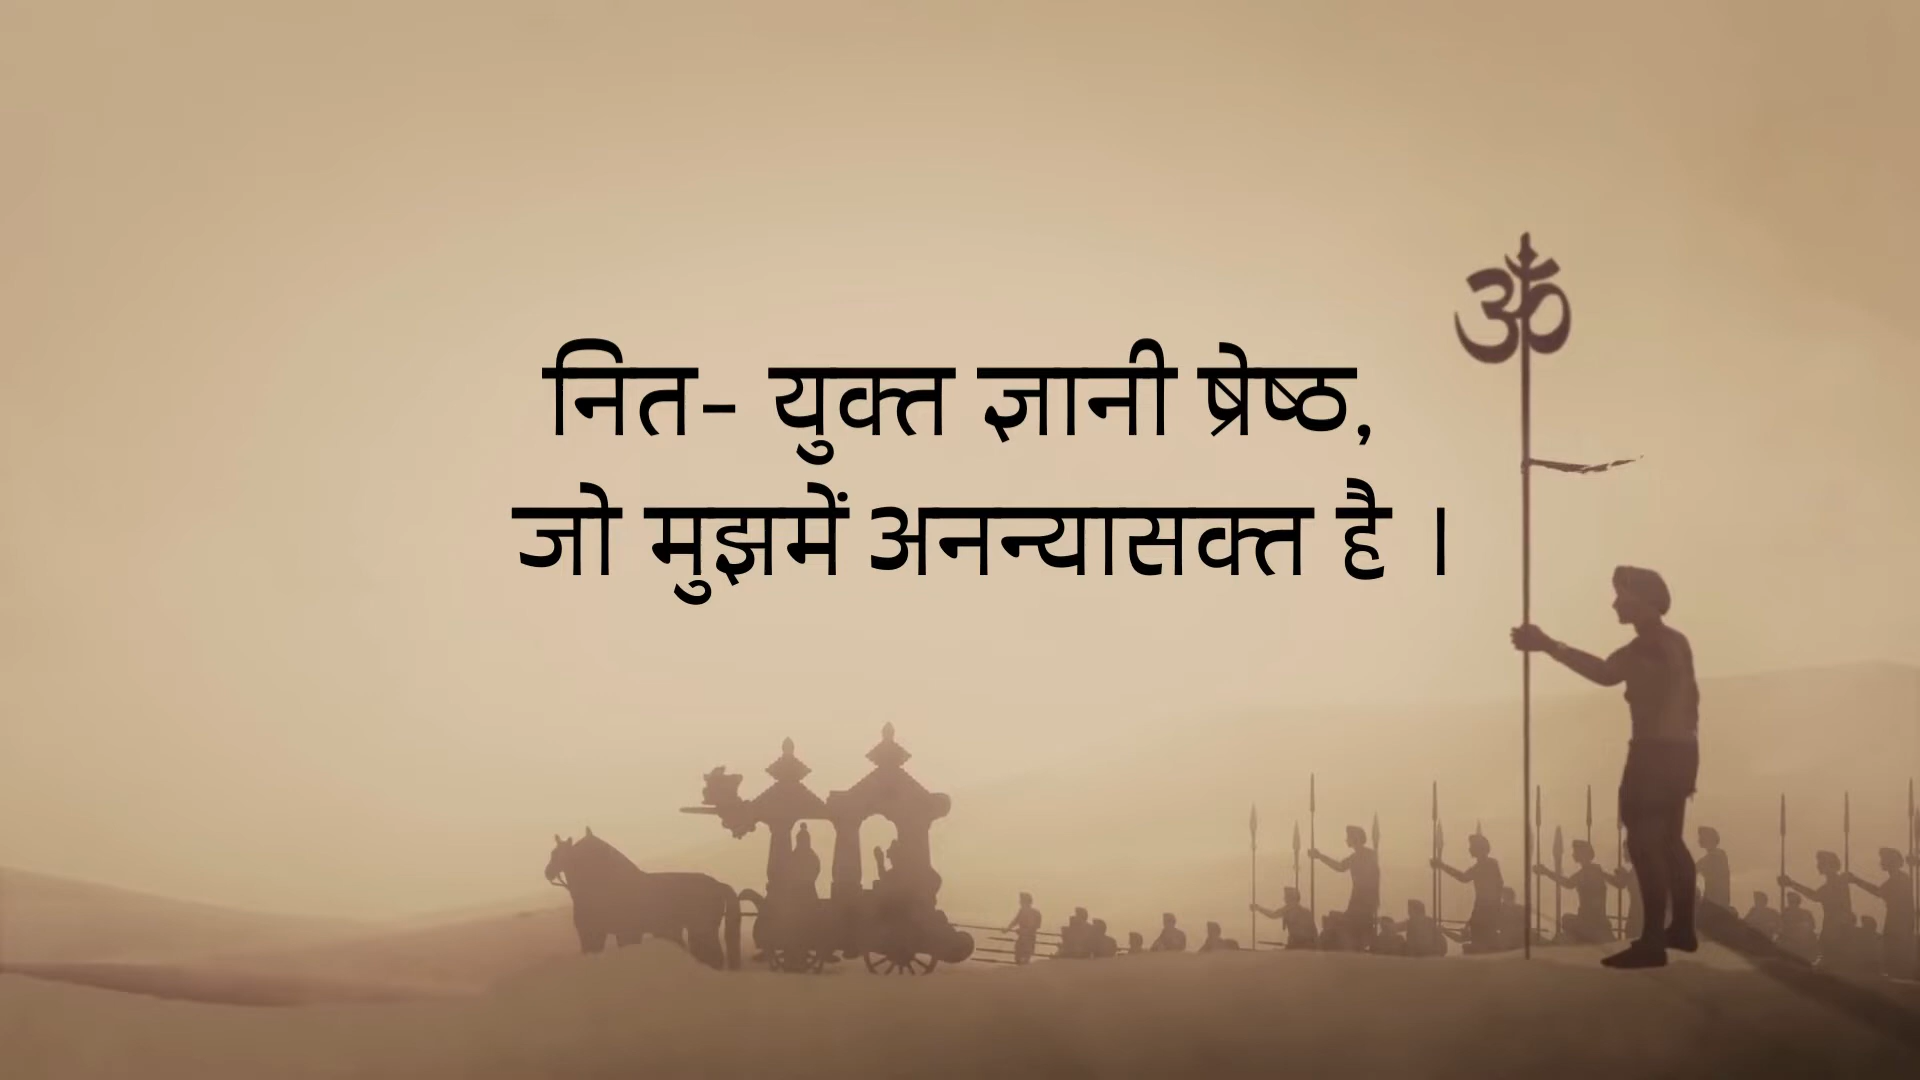 नित- युक्त ज्ञानी ष्रेष्ठ,
जो मुझमें अनन्यासक्त है ।
ॐ